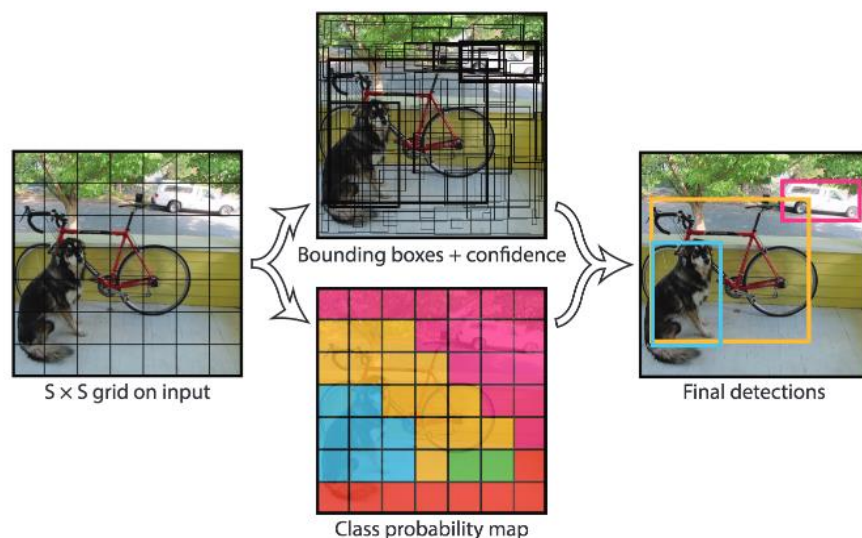 Bounding boxes + confidence
S × S grid on input
Final detections
Class probability map